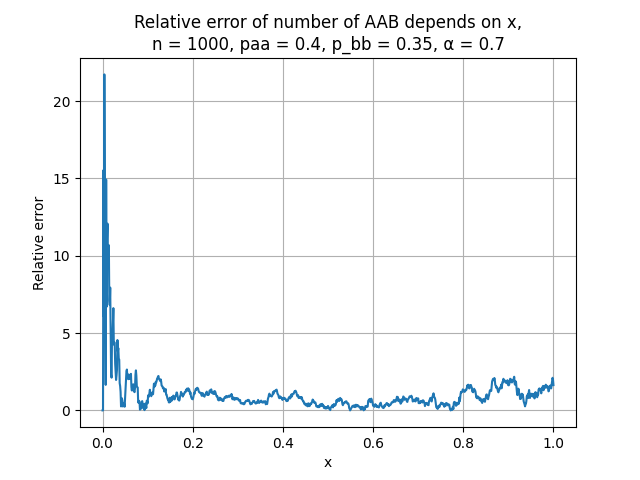 Relative error of number of AAB depends on x,
n = 1000, paa = 0.4, p_bb = 0.35, α = 0.7
20
15
10
5
0
Relative error
0.0 0.2 0.4 0.6 0.8 1.0
x